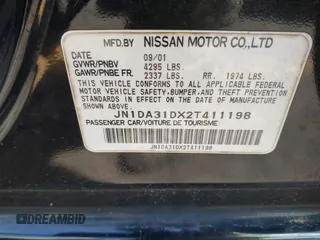 MFD.BY NISSAN MOTOR CO.,LTD
DATE 09/01
GVWR/PNBV 4295 LBS.
GAWR/PNBE FR. 2337 LBS. RR. 1974 LBS.
THIS VEHICLE CONFORMS TO ALL APPLICABLE FEDERAL
MOTOR VEHICLE SAFETY,BUMPER,AND THEFT PREVENTION
STANDARDS IN EFFECT ON THE DATE OF MANUFACTURE
SHOWN ABOVE.
JN1DA31DX2T411198
PASSENGER CAR/VOITURE DE TOURISME
JN1DA31DX2T411198
DREAMBID